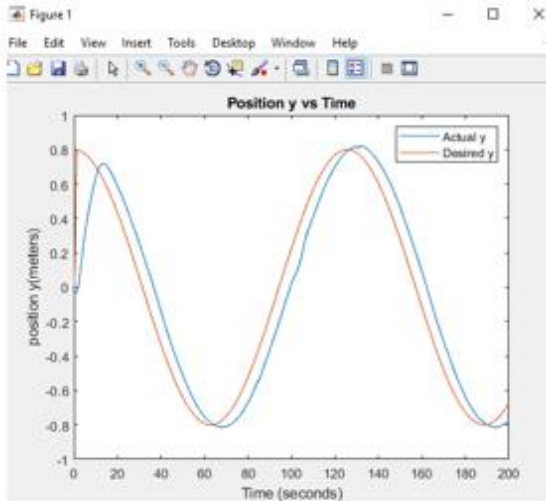 Figure 1
File Edit View Insert Tools Desktop Window Help
Position y vs Time
Actual y
Desired y
position y(meters)
1
0.8
0.6
0.4
0.2
0
-0.2
-0.4
-0.6
-0.8
-1
0 20 40 60 80 100 120 140 160 180 200
Time (seconds)